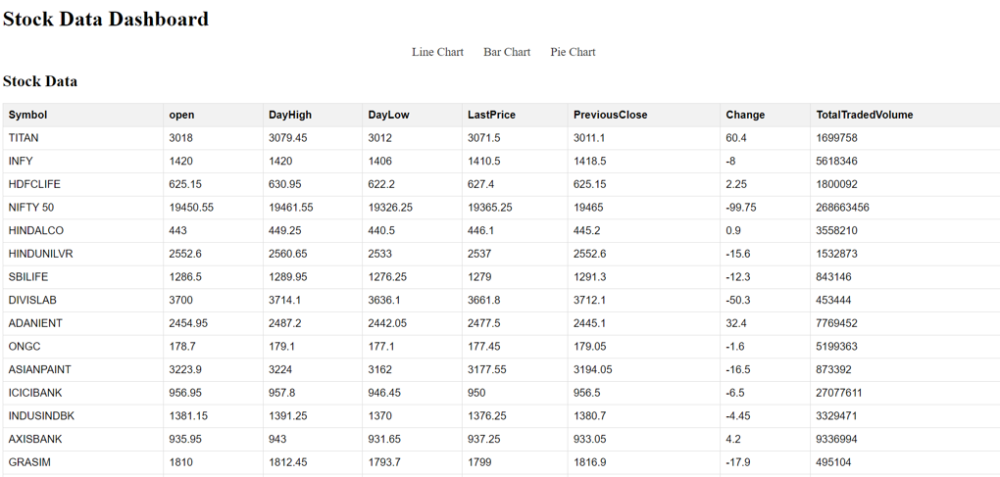 Stock Data Dashboard
Line Chart Bar Chart Pie Chart
Stock Data
Symbol open DayHigh DayLow LastPrice PreviousClose Change TotalTradedVolume
TITAN 3018 3079.45 3012 3071.5 3011.1 60.4 1699758
INFY 1420 1420 1406 1410.5 1418.5 -8 5618346
HDFCLIFE 625.15 630.95 622.2 627.4 625.15 2.25 1800092
NIFTY 50 19450.55 19461.55 19326.25 19365.25 19465 -99.75 268663456
HINDALCO 443 449.25 440.5 446.1 445.2 0.9 3558210
HINDUNILVR 2552.6 2560.65 2533 2537 2552.6 -15.6 1532873
SBILIFE 1286.5 1289.95 1276.25 1279 1291.3 -12.3 843146
DIVISLAB 3700 3714.1 3636.1 3661.8 3712.1 -50.3 453444
ADANIENT 2454.95 2487.2 2442.05 2477.5 2445.1 32.4 7769452
ONGC 178.7 179.1 177.1 177.45 179.05 -1.6 5199363
ASIANPAINT 3223.9 3224 3162 3177.55 3194.05 -16.5 873392
ICICIBANK 956.95 957.8 946.45 950 956.5 -6.5 27077611
INDUSINDBK 1381.15 1391.25 1370 1376.25 1380.7 -4.45 3329471
AXISBANK 935.95 943 931.65 937.25 933.05 4.2 9336994
GRASIM 1810 1812.45 1793.7 1799 1816.9 -17.9 495104